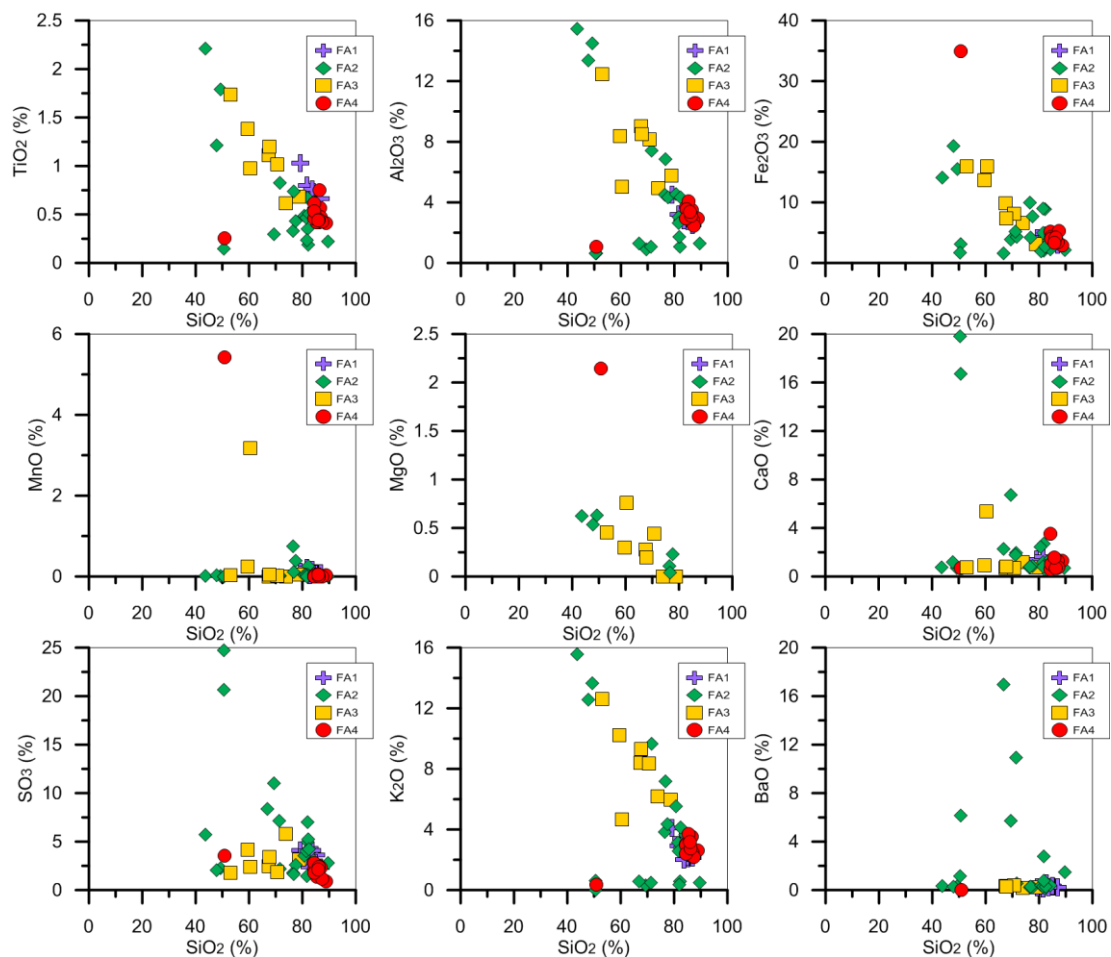 TiO2 (%)
2.5
2
1.5
1
0.5
0
0 20 40 60 80 100
SiO2 (%)
FA1
FA2
FA3
FA4
Al2O3 (%)
16
12
8
4
0
0 20 40 60 80 100
SiO2 (%)
FA1
FA2
FA3
FA4
Fe2O3 (%)
40
30
20
10
0
0 20 40 60 80 100
SiO2 (%)
FA1
FA2
FA3
FA4
MnO (%)
6
4
2
0
0 20 40 60 80 100
SiO2 (%)
FA1
FA2
FA3
FA4
MgO (%)
2.5
2
1.5
1
0.5
0
0 20 40 60 80 100
SiO2 (%)
FA1
FA2
FA3
FA4
CaO (%)
20
16
12
8
4
0
0 20 40 60 80 100
SiO2 (%)
FA1
FA2
FA3
FA4
SO3 (%)
25
20
15
10
5
0
0 20 40 60 80 100
SiO2 (%)
FA1
FA2
FA3
FA4
K2O (%)
16
12
8
4
0
0 20 40 60 80 100
SiO2 (%)
FA1
FA2
FA3
FA4
BaO (%)
20
16
12
8
4
0
0 20 40 60 80 100
SiO2 (%)
FA1
FA2
FA3
FA4